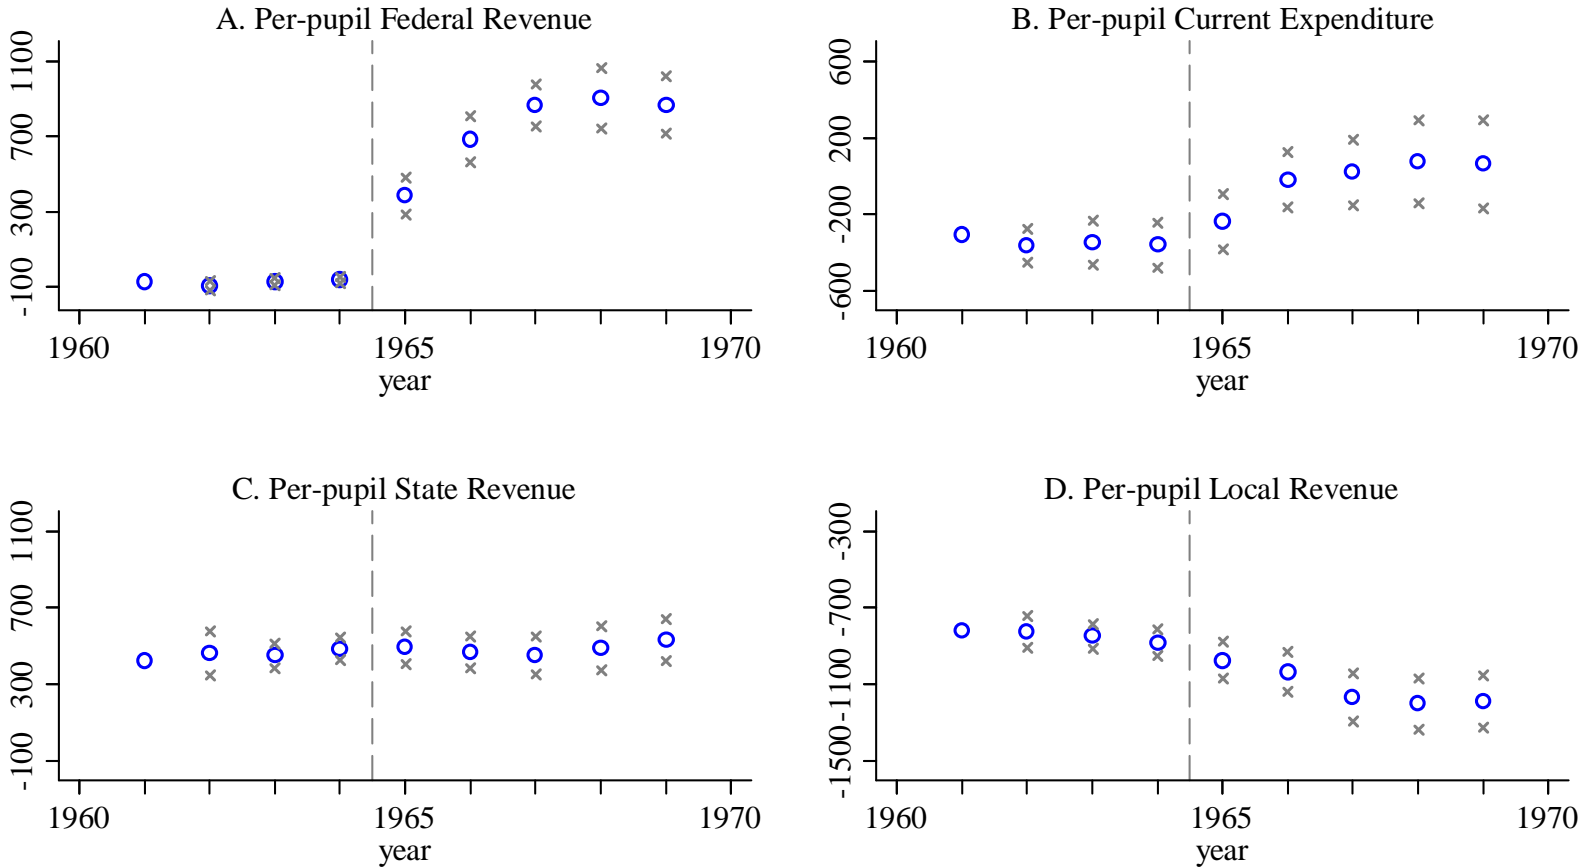 A. Per-pupil Federal Revenue
1100
700
300
-100
1960 1965 1970
year
B. Per-pupil Current Expenditure
600
200
-200
-600
1960 1965 1970
year
C. Per-pupil State Revenue
1100
700
300
-100
1960 1965 1970
year
D. Per-pupil Local Revenue
-300
-700
-1100
-1500
1960 1965 1970
year